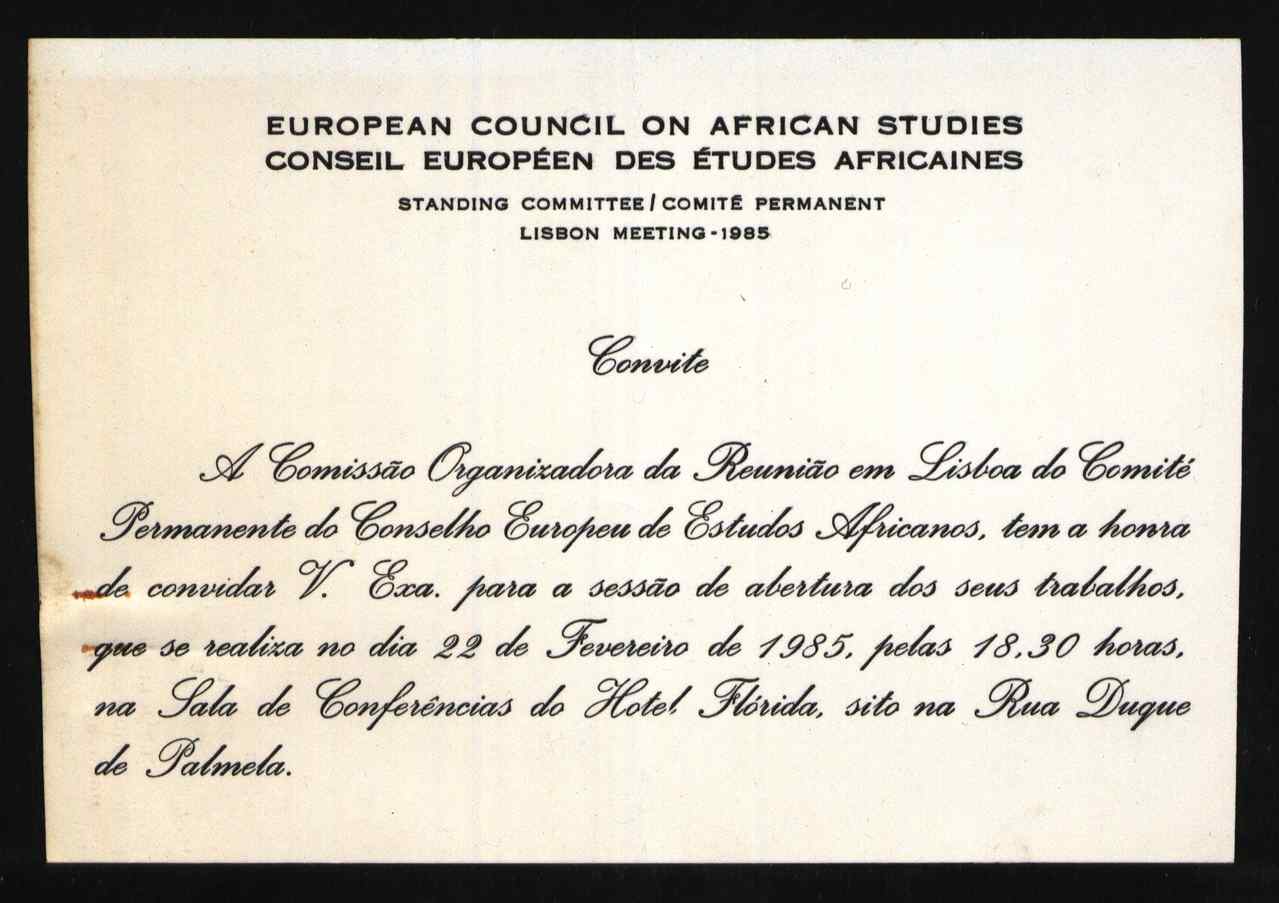 EUROPEAN COUNCIL ON AFRICAN STUDIES
CONSEIL EUROPÉEN DES ÉTUDES AFRICAINES
STANDING COMMITTEE / COMITÉ PERMANENT
LISBON MEETING - 1985
Convite
A Comissão Organizadora da Reunião em Lisboa do Comité
Permanente do Conselho Europeu de Estudos Africanos, tem a honra
de convidar V. Exa. para a sessão de abertura dos seus trabalhos,
que se realiza no dia 22 de Fevereiro de 1985, pelas 18.30 horas,
na Sala de Conferências do Hotel Flórida, sito na Rua Duque
de Palmela.